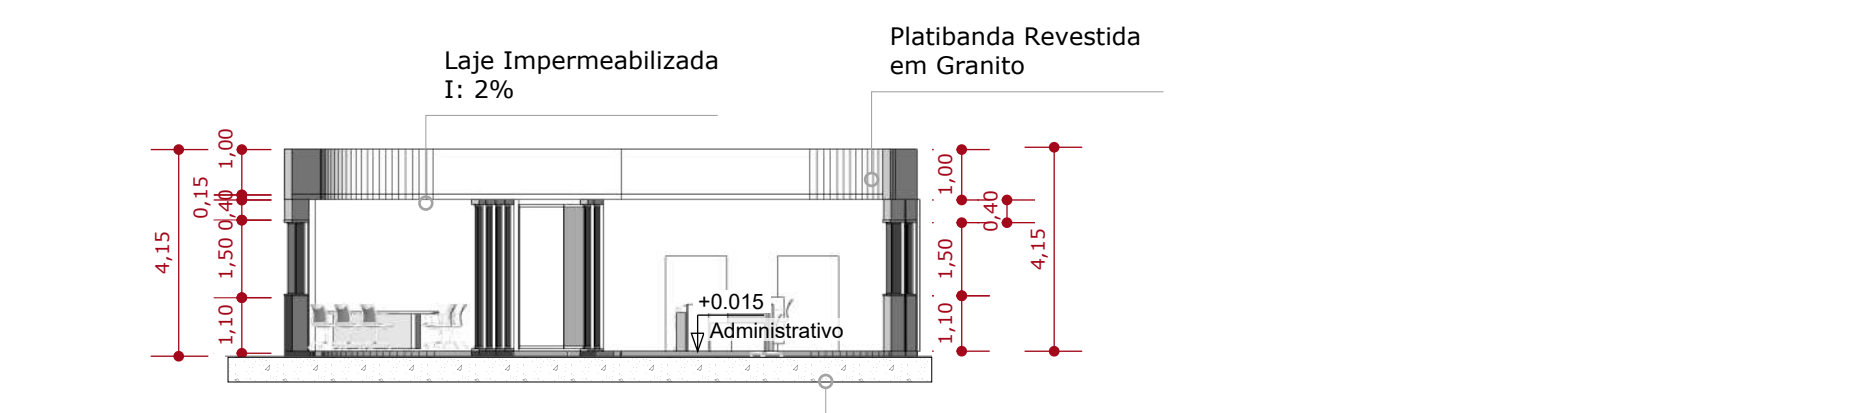 Platibanda Revestida
em Granito
Laje Impermeabilizada
I: 2%
1,00
0,15
0,40
4,15
1,50
1,10
1,00
0,40
1,50
4,15
1,10
+0.015
Administrativo